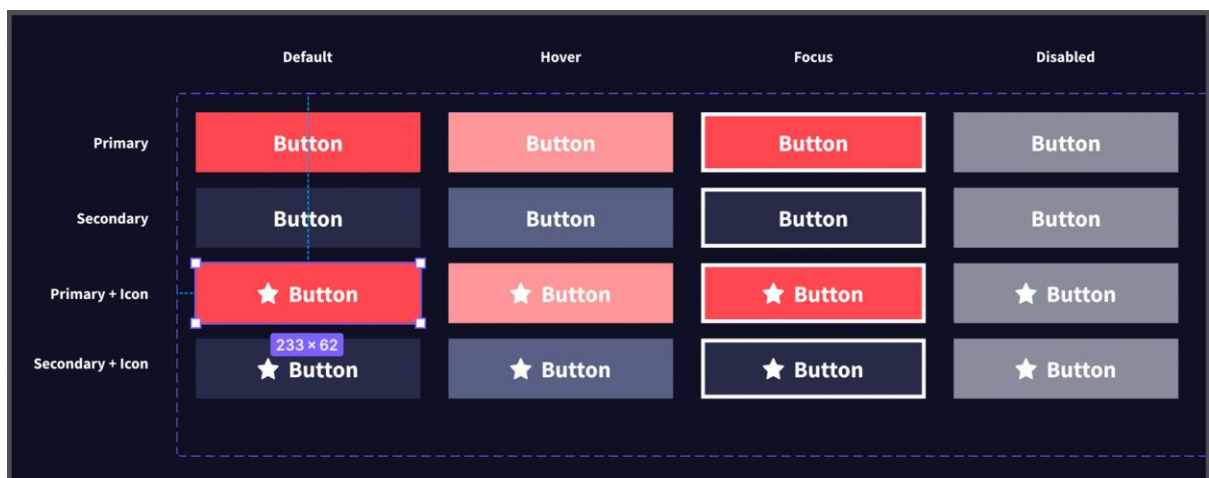 Default Hover Focus Disabled
Primary Button Button Button Button
Secondary Button Button Button Button
Primary + Icon Button Button Button Button
233 × 62
Secondary + Icon Button Button Button Button